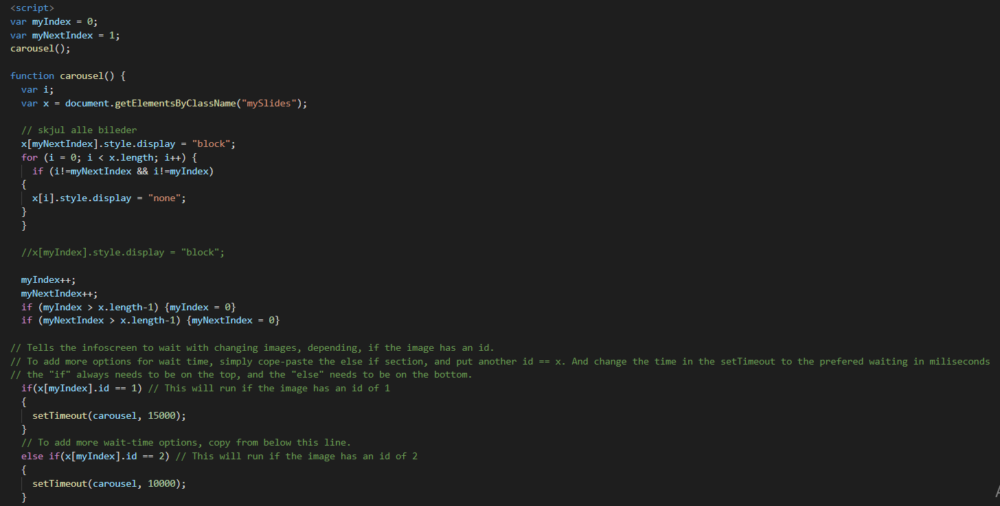 <script>
var myIndex = 0;
var myNextIndex = 1;
carousel();

function carousel() {
  var i;
  var x = document.getElementsByClassName("mySlides");

  // skjul alle bileder
  x[myNextIndex].style.display = "block";
  for (i = 0; i < x.length; i++) {
    if (i!=myNextIndex && i!=myIndex)
  {
    x[i].style.display = "none";
  }
  }

  //x[myIndex].style.display = "block";

  myIndex++;
  myNextIndex++;
  if (myIndex > x.length-1) {myIndex = 0}
  if (myNextIndex > x.length-1) {myNextIndex = 0}

// Tells the infoscreen to wait with changing images, depending, if the image has an id.
// To add more options for wait time, simply cope-paste the else if section, and put another id == x. And change the time in the setTimeout to the prefered waiting in miliseconds
// the "if" always needs to be on the top, and the "else" needs to be on the bottom.
  if(x[myIndex].id == 1) // This will run if the image has an id of 1
  {
    setTimeout(carousel, 15000);
  }
  // To add more wait-time options, copy from below this line.
  else if(x[myIndex].id == 2) // This will run if the image has an id of 2
  {
    setTimeout(carousel, 10000);
  }